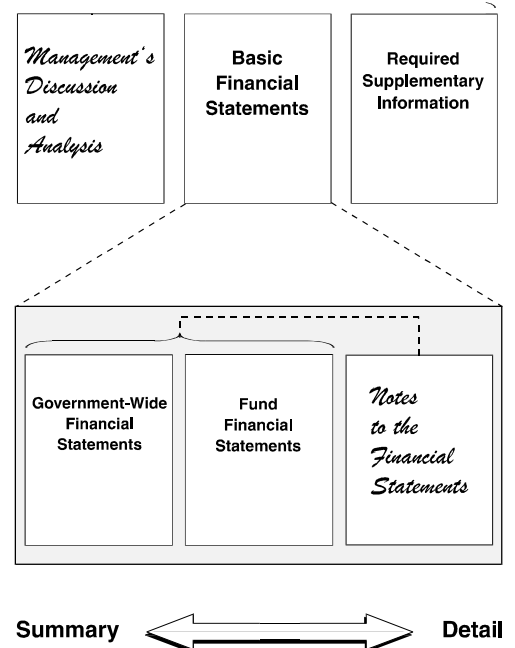 Management's
Discussion
and
Analysis
Basic
Financial
Statements
Required
Supplementary
Information
Government-Wide
Financial
Statements
Fund
Financial
Statements
Notes
to the
Financial
Statements
Summary
Detail